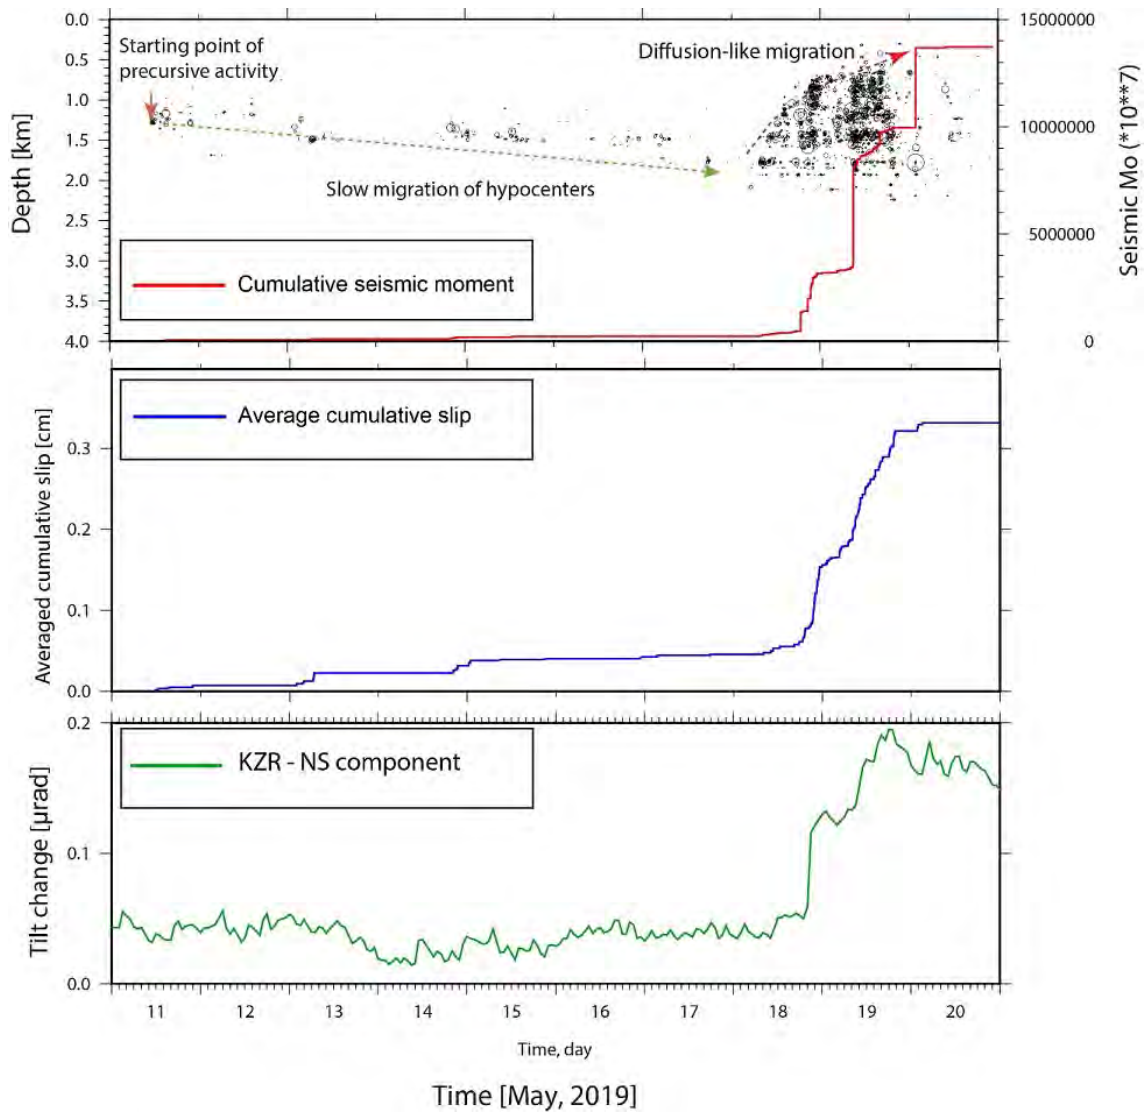 0.0
0.5
1.0
1.5
2.0
2.5
3.0
3.5
4.0
Depth [km]
Starting point of
precursive activity
Diffusion-like migration
Slow migration of hypocenters
Cumulative seismic moment
15000000
10000000
5000000
0
Seismic Mo (*10**7)
Average cumulative slip
0.3
0.2
0.1
0.0
Averaged cumulative slip [cm]
KZR - NS component
0.2
0.1
0.0
Tilt change [μrad]
11 12 13 14 15 16 17 18 19 20
Time, day
Time [May, 2019]